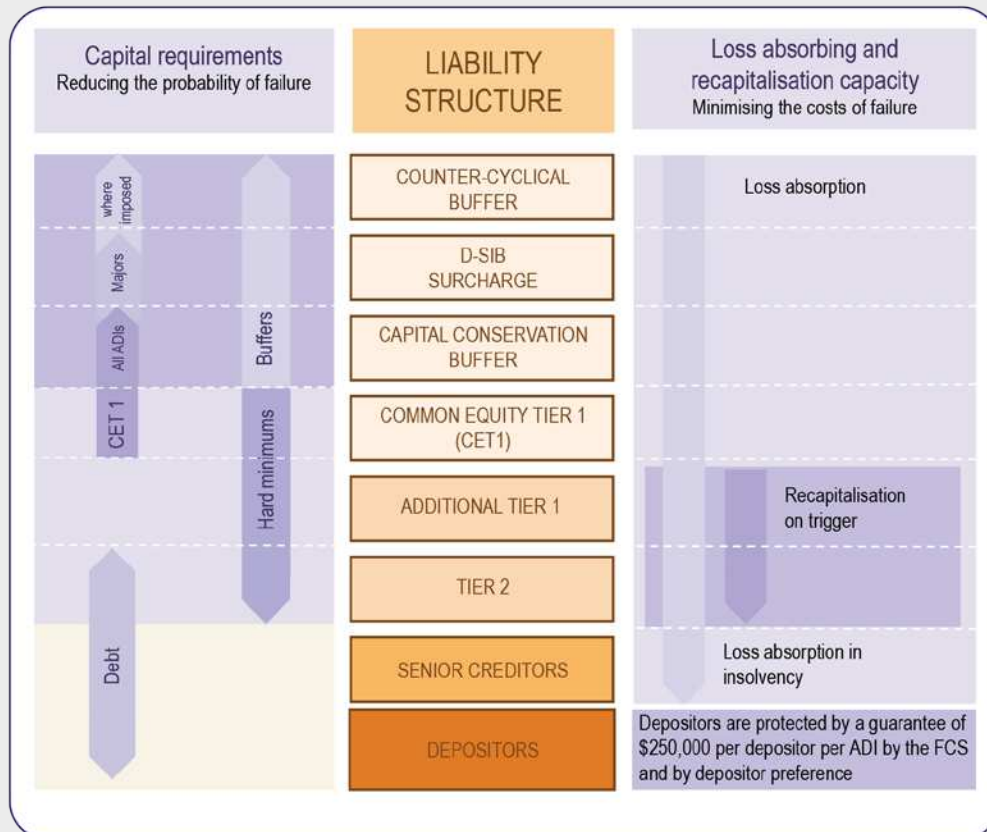 Capital requirements
Reducing the probability of failure
LIABILITY
STRUCTURE
Loss absorbing and
recapitalisation capacity
Minimising the costs of failure
where
imposed
Majors
All ADIs
CET 1
Buffers
Hard minimums
Debt
COUNTER-CYCLICAL
BUFFER
D-SIB
SURCHARGE
CAPITAL CONSERVATION
BUFFER
COMMON EQUITY TIER 1
(CET1)
ADDITIONAL TIER 1
TIER 2
SENIOR CREDITORS
DEPOSITORS
Loss absorption
Recapitalisation
on trigger
Loss absorption in
insolvency
Depositors are protected by a guarantee of
$250,000 per depositor per ADI by the FCS
and by depositor preference